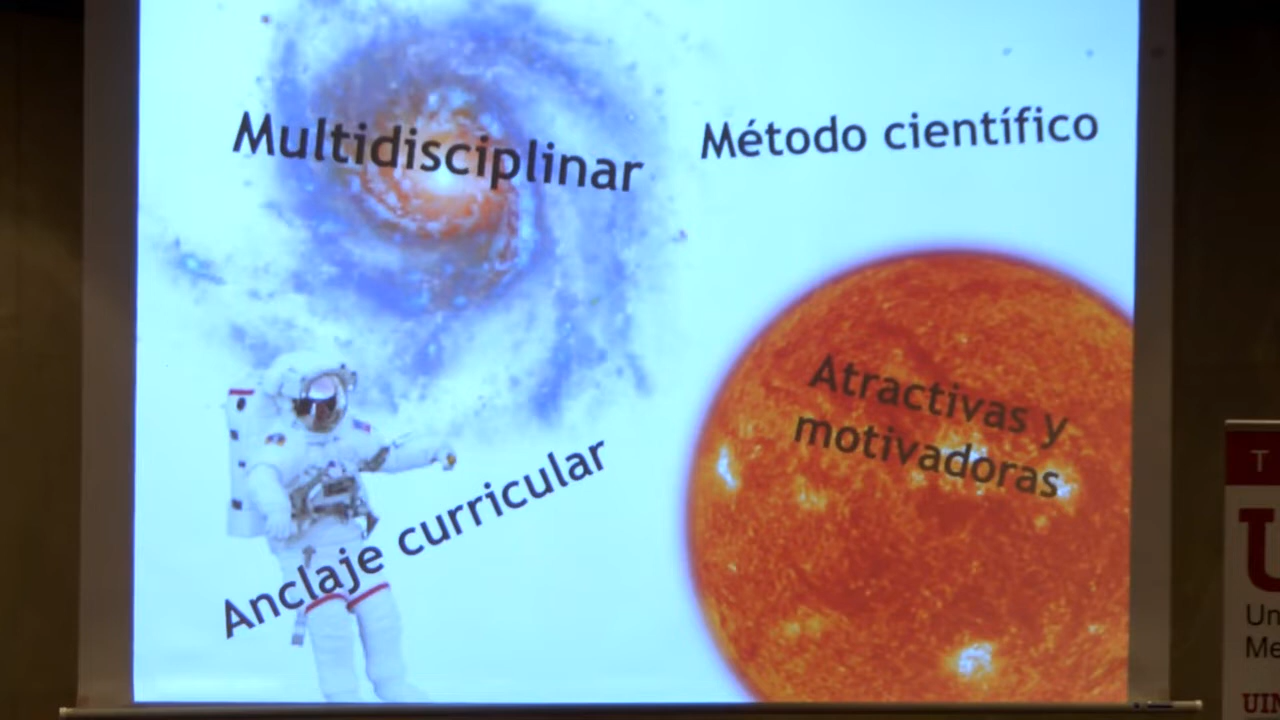 Multidisciplinar
Método científico
Atractivas y
motivadoras
Anclaje curricular